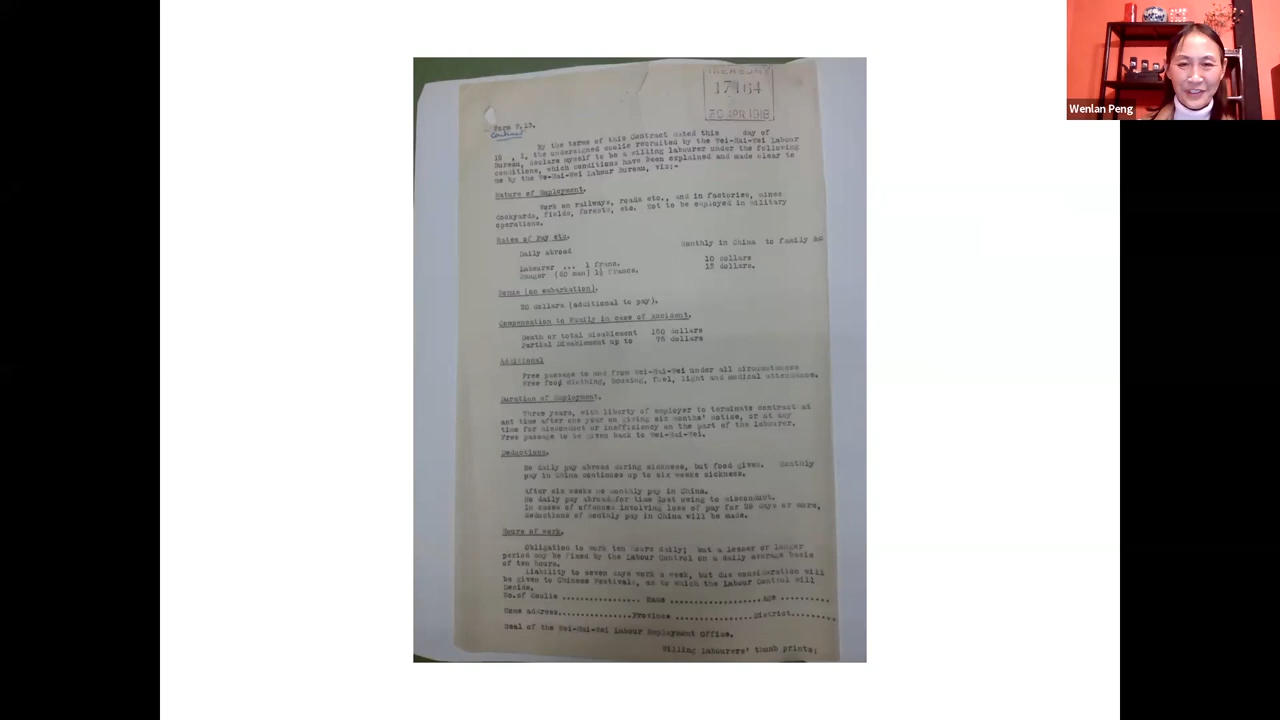 TREASURY
17164
20 APR 1918
Form P.13.
Contract
By the terms of this Contract dated this day of
19 , I, the undersigned coolie recruited by the Wei-Hai-Wei Labour
Bureau, declare myself to be a willing labourer under the following
conditions, which conditions have been explained and made clear to
me by the We-Hai-Wei Labour Bureau, viz:-
Nature of Employment.
Work on railways, roads etc., and in factories, mines
dockyards, fields, forests, etc. Not to be employed in military
operations.
Rates of Pay etc.
Daily abroad Monthly in China to family
Labourer ... 1 franc. 10 dollars
Ganger (60 men) 1½ francs. 15 dollars.
Bonus (on embarkation).
20 dollars (additional to pay).
Compensation to Family in case of Accident.
Death or total disablement 150 dollars
Partial Disablement up to 75 dollars
Additional
Free passage to and from Wei-Hai-Wei under all circumstances
Free food, clothing, housing, fuel, light and medical attendance.
Duration of Employment.
Three years, with liberty of employer to terminate contract at
ant time after one year on giving six months' notice, or at any
time for misconduct or inefficiency on the part of the labourer.
Free passage to be given back to Wei-Hai-Wei.
Deductions.
No daily pay abroad during sickness, but food given. Monthly
pay in China continues up to six weeks sickness.
After six weeks no monthly pay in China.
No daily pay abroad for time lost owing to misconduct.
In cases of offences involving loss of pay for 28 days or more,
deductions of monthly pay in China will be made.
Hours of work.
Obligation to work ten hours daily; but a lesser or longer
period may be fixed by the Labour Control on a daily average basis
of ten hours.
Liability to seven days work a week, but due consideration will
be given to Chinese Festivals, as to which the Labour Control will
Decide.
No.of Coolie ................ Name ...................Age ..........
Home address...............Province ................District........
Seal of the Wei-Hai-Wei Labour Employment Office.
Willing Labourers' thumb prints;
Wenlan Peng